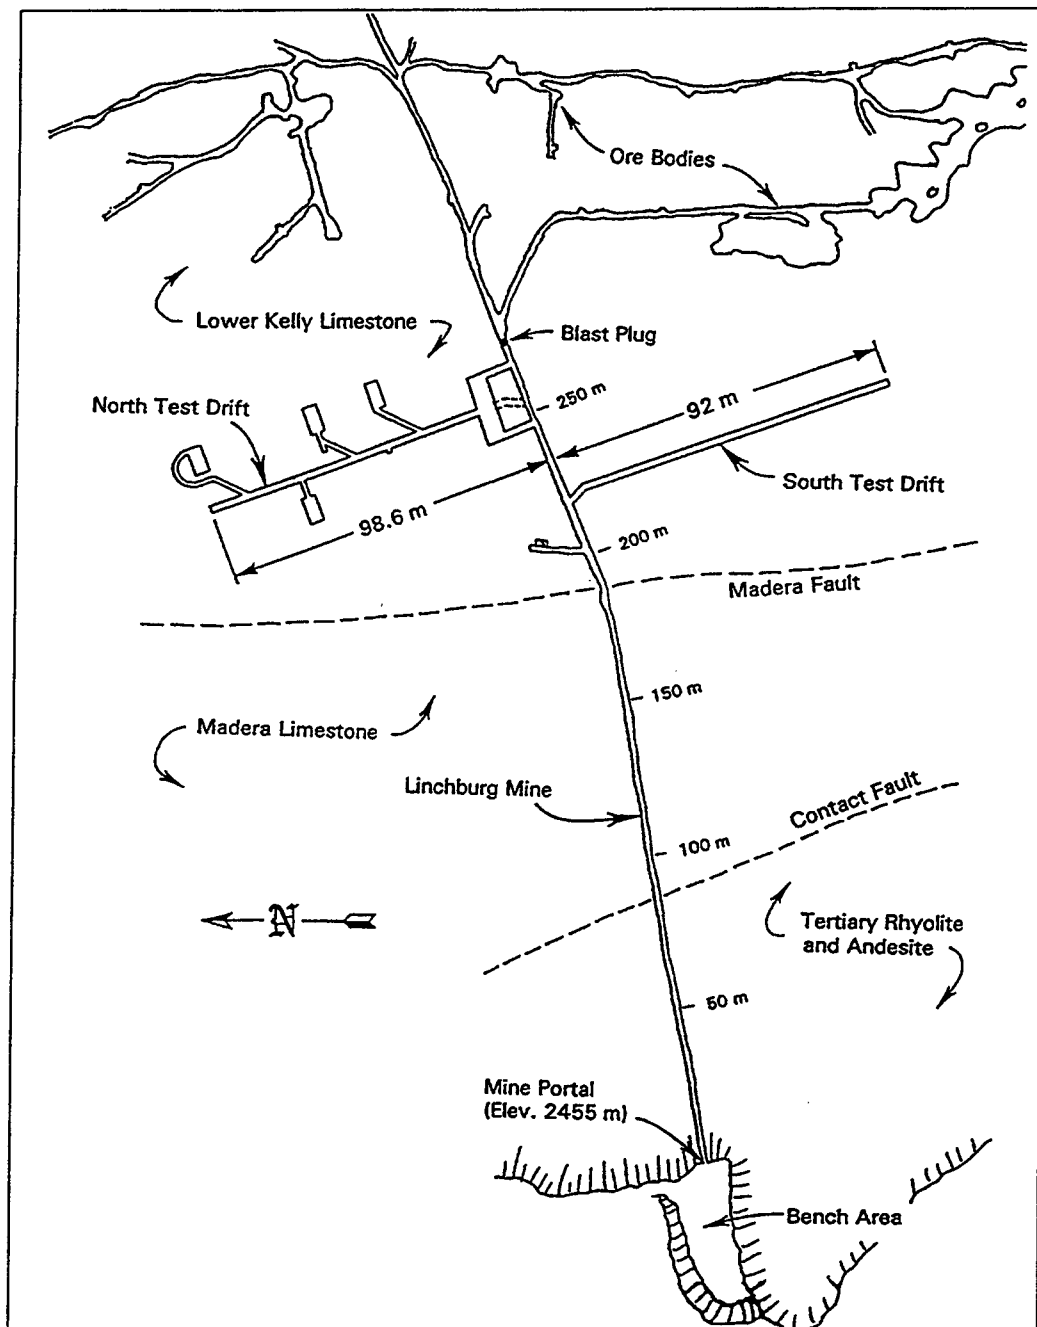 Ore Bodies
Lower Kelly Limestone
Blast Plug
North Test Drift
250 m
92 m
South Test Drift
98.6 m
200 m
Madera Fault
150 m
Madera Limestone
Linchburg Mine
Contact Fault
100 m
N
Tertiary Rhyolite
and Andesite
50 m
Mine Portal
(Elev. 2455 m)
Bench Area